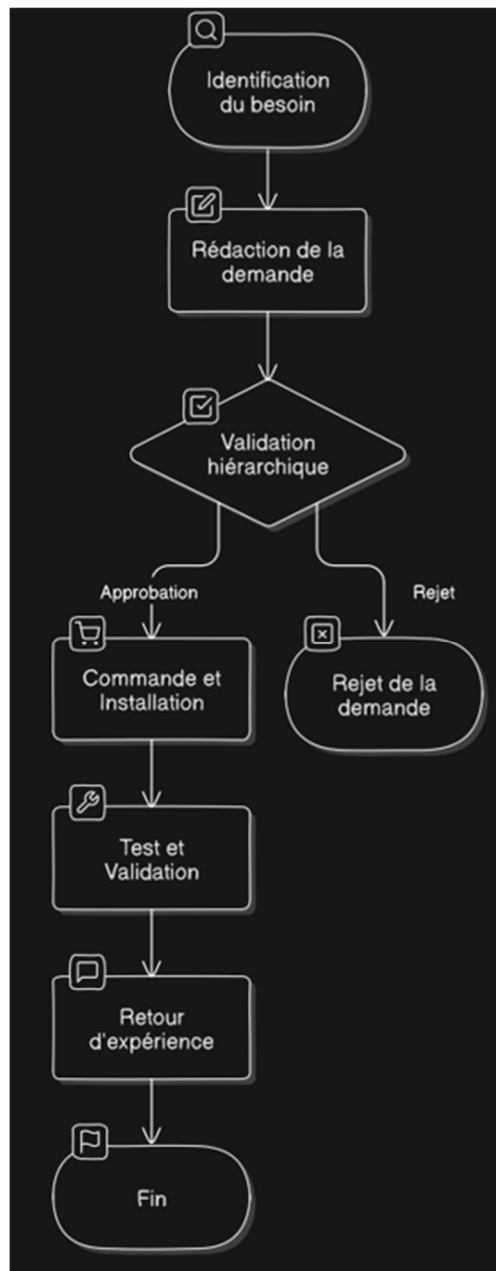 Identification
du besoin
Rédaction de la
demande
Validation
hiérarchique
Approbation
Rejet
Commande et
Installation
Rejet de la
demande
Test et
Validation
Retour
d'expérience
Fin